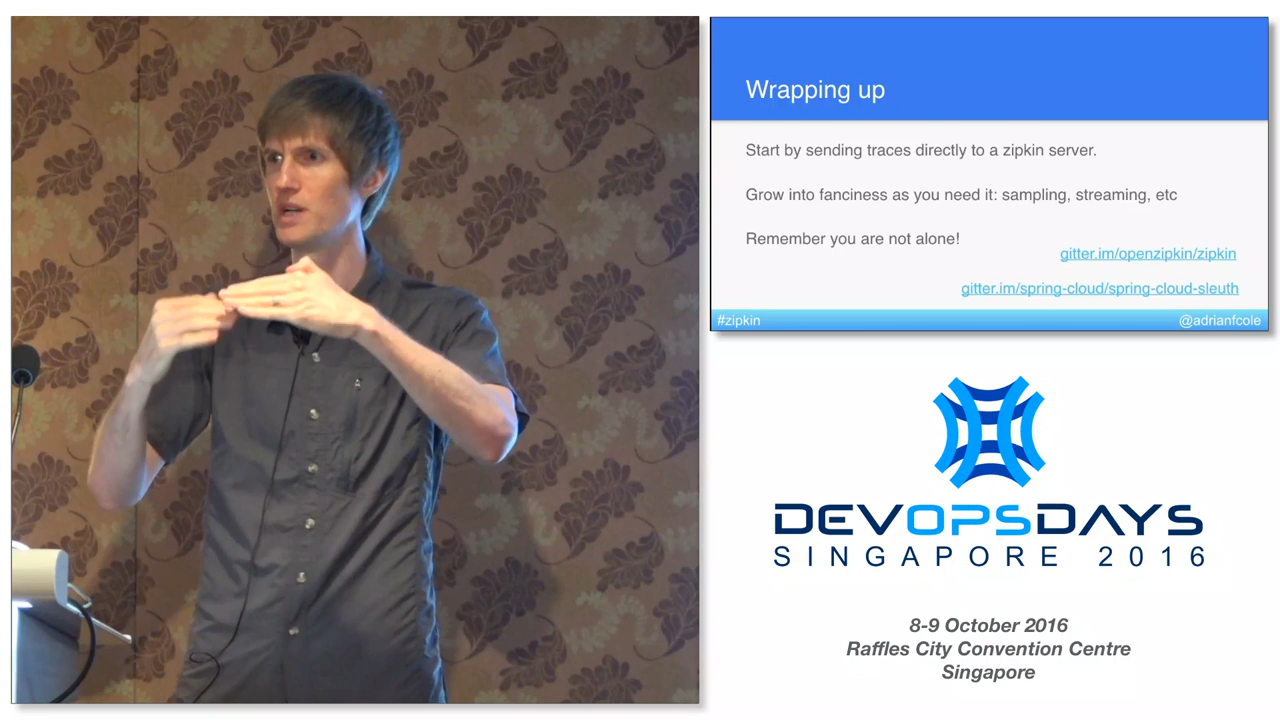 Wrapping up
Start by sending traces directly to a zipkin server.
Grow into fanciness as you need it: sampling, streaming, etc
Remember you are not alone!
gitter.im/openzipkin/zipkin
gitter.im/spring-cloud/spring-cloud-sleuth
#zipkin @adrianfcole
DEVOPSDAYS
SINGAPORE 2016
8-9 October 2016
Raffles City Convention Centre
Singapore